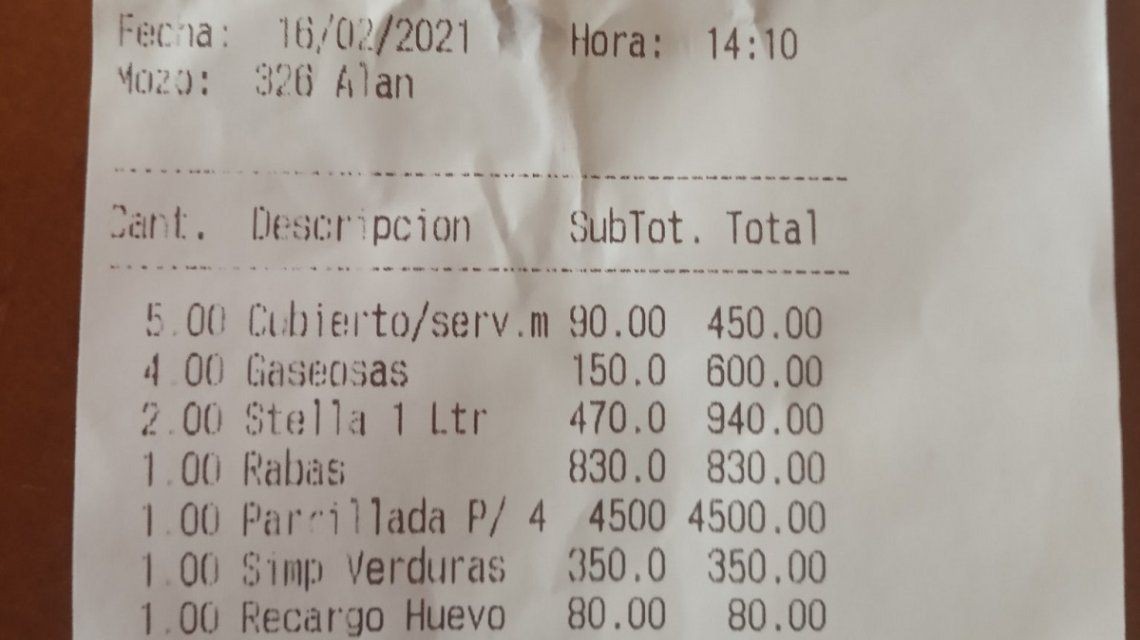 Fecha: 16/02/2021 Hora: 14:10
Mozo: 326 Alan
Cant. Descripcion SubTot. Total
5.00 Cubierto/serv.m 90.00 450.00
4.00 Gaseosas 150.0 600.00
2.00 Stella 1 Ltr 470.0 940.00
1.00 Rabas 830.0 830.00
1.00 Parrillada P/ 4 4500 4500.00
1.00 Simp Verduras 350.0 350.00
1.00 Recargo Huevo 80.00 80.00